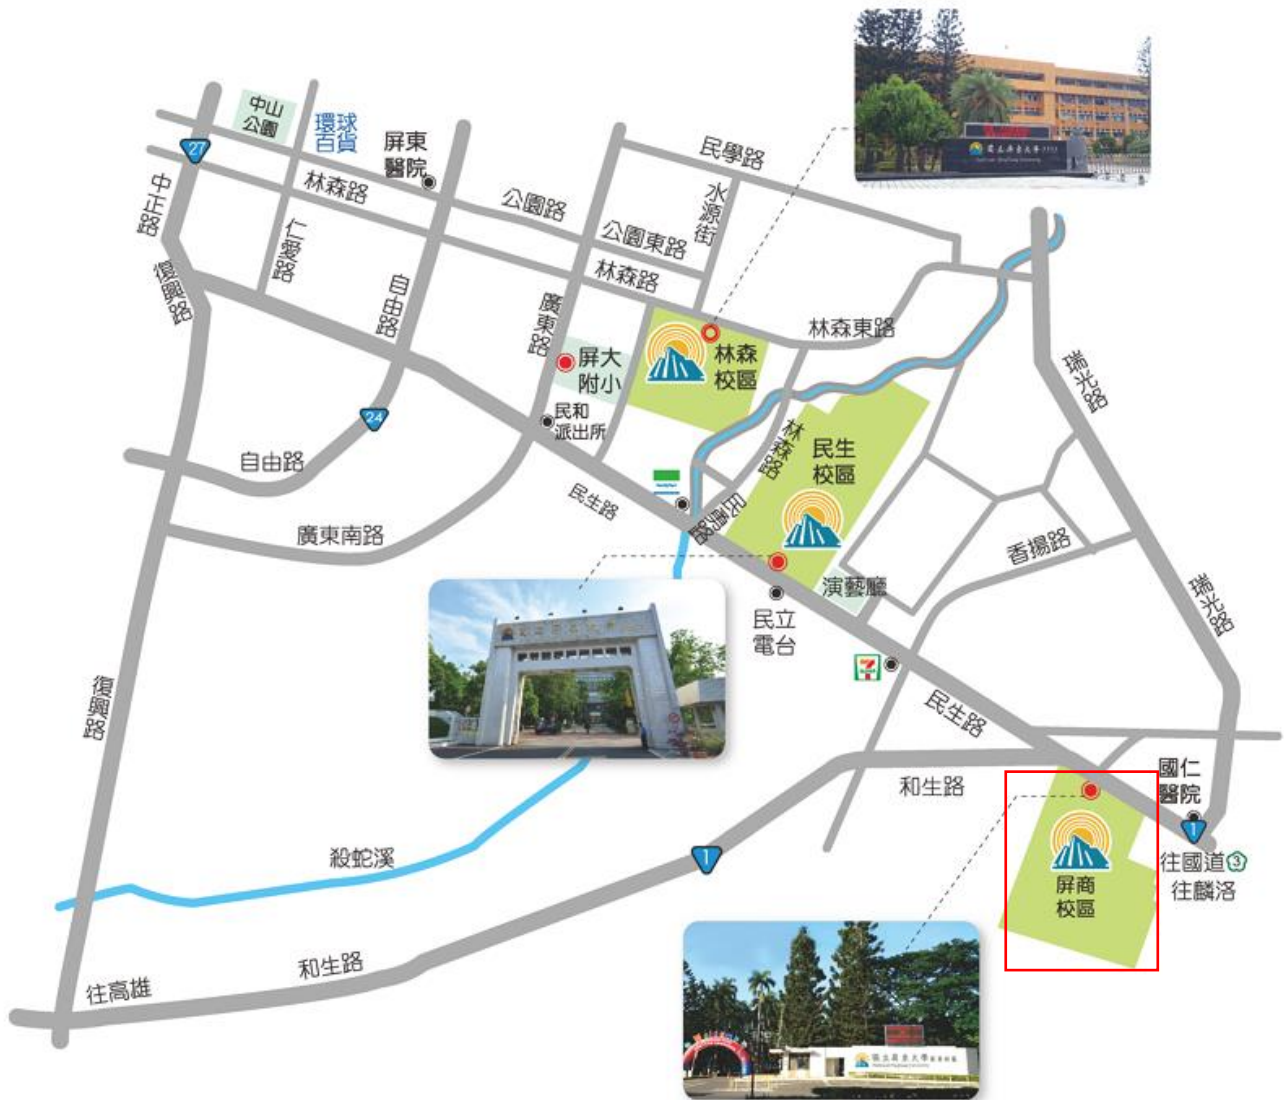 中山
公園
環球
百貨
屏東
醫院
民學路
27
中正路
林森路
公園路
水源街
公園東路
仁愛路
復興路
自由路
林森路
廣東路
林森東路
屏大
附小
林森
校區
瑞光路
24
民和
派出所
自由路
林森路
民生
校區
民生路
廣東南路
香揚路
演藝廳
民立
電台
瑞光路
復興路
7
民生路
國仁
醫院
和生路
1
殺蛇溪
1
往國道3
往麟洛
屏商
校區
和生路
往高雄
國立屏東大學